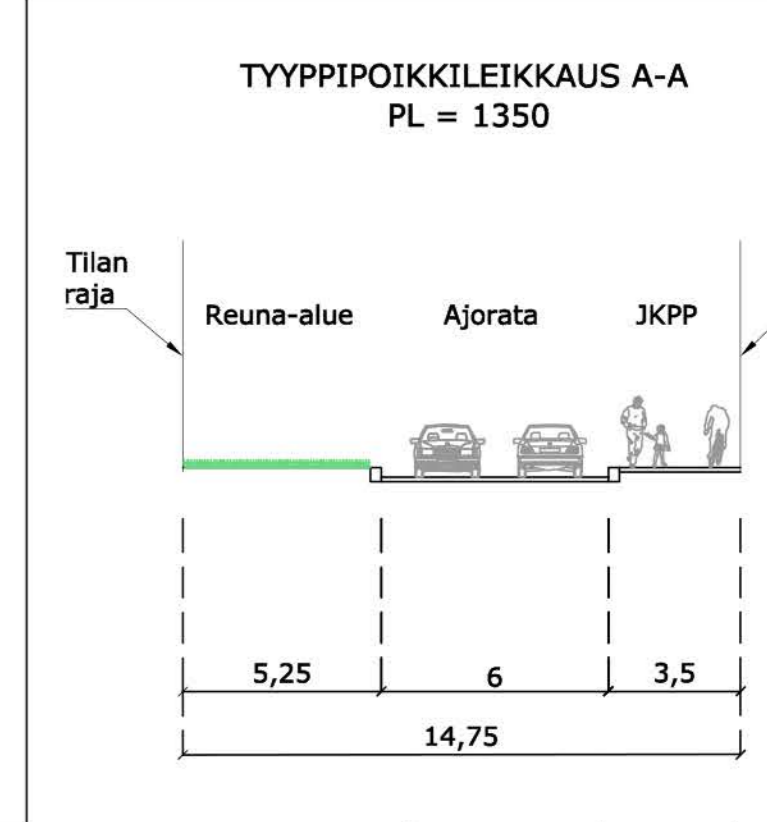 TYYPPIPOIKKILEIKKAUS A-A
PL = 1350
Tilan
raja
Reuna-alue
Ajorata
JKPP
5,25
6
3,5
14,75